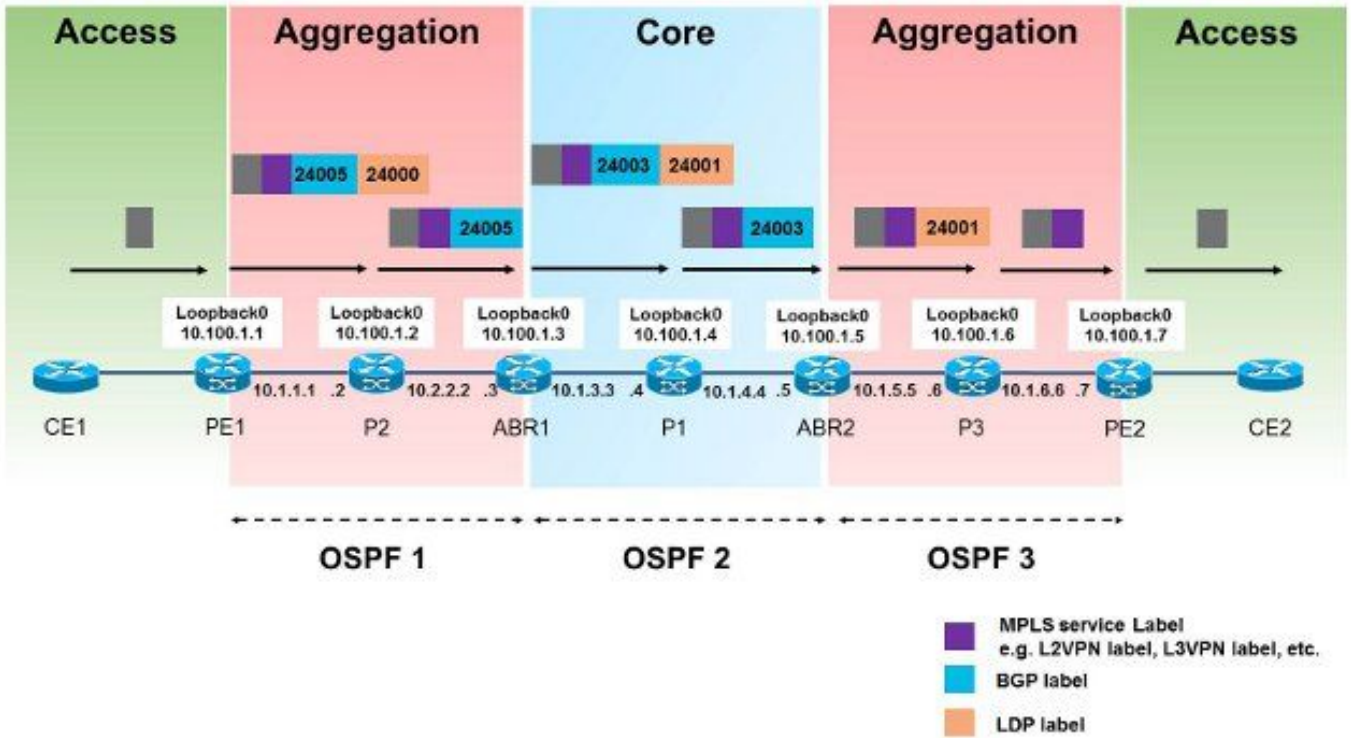 Access
Aggregation
Core
Aggregation
Access
24005 24000
24003 24001
24005
24003
24001
Loopback0
10.100.1.1
Loopback0
10.100.1.2
Loopback0
10.100.1.3
Loopback0
10.100.1.4
Loopback0
10.100.1.5
Loopback0
10.100.1.6
Loopback0
10.100.1.7
10.1.1.1 .2
10.2.2.2 .3
10.1.3.3 .4
10.1.4.4 .5
10.1.5.5 .6
10.1.6.6 .7
CE1
PE1
P2
ABR1
P1
ABR2
P3
PE2
CE2
OSPF 1
OSPF 2
OSPF 3
MPLS service Label
e.g. L2VPN label, L3VPN label, etc.
BGP label
LDP label